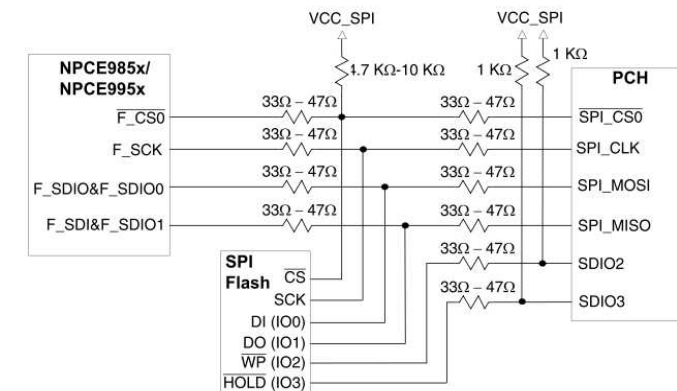 VCC_SPI VCC_SPI
4.7 KΩ-10 KΩ 1 KΩ 1 KΩ
NPCE985x/
NPCE995x
PCH
F_CS0 33Ω – 47Ω 33Ω – 47Ω SPI_CS0
F_SCK 33Ω – 47Ω 33Ω – 47Ω SPI_CLK
F_SDIO&F_SDIO0 33Ω – 47Ω 33Ω – 47Ω SPI_MOSI
F_SDI&F_SDIO1 33Ω – 47Ω 33Ω – 47Ω SPI_MISO
33Ω – 47Ω SDIO2
33Ω – 47Ω SDIO3
SPI
Flash
CS
SCK
DI (IO0)
DO (IO1)
WP (IO2)
HOLD (IO3)